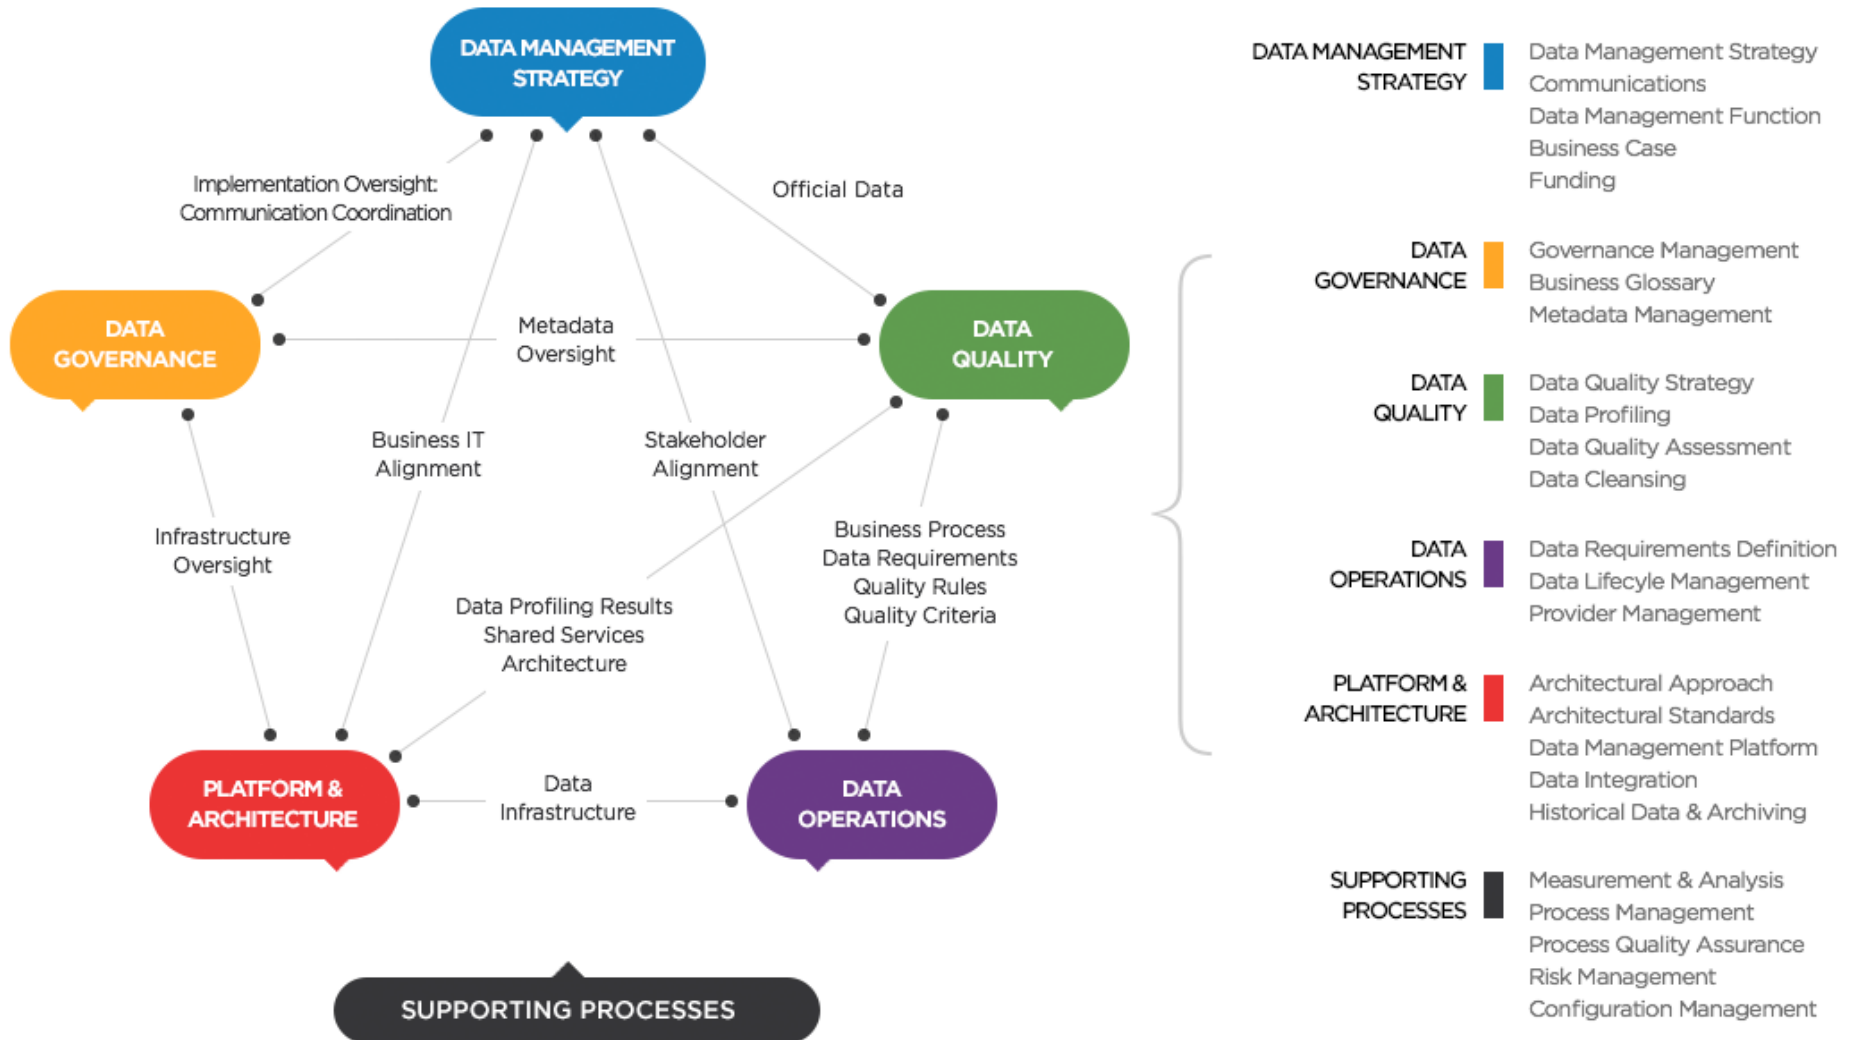 DATA MANAGEMENT
STRATEGY
Implementation Oversight:
Communication Coordination
Official Data
DATA
GOVERNANCE
Metadata
Oversight
DATA
QUALITY
Business IT
Alignment
Stakeholder
Alignment
Infrastructure
Oversight
Business Process
Data Requirements
Quality Rules
Quality Criteria
Data Profiling Results
Shared Services
Architecture
PLATFORM &
ARCHITECTURE
Data
Infrastructure
DATA
OPERATIONS
SUPPORTING PROCESSES
DATA MANAGEMENT
STRATEGY
Data Management Strategy
Communications
Data Management Function
Business Case
Funding
DATA
GOVERNANCE
Governance Management
Business Glossary
Metadata Management
DATA
QUALITY
Data Quality Strategy
Data Profiling
Data Quality Assessment
Data Cleansing
DATA
OPERATIONS
Data Requirements Definition
Data Lifecyle Management
Provider Management
PLATFORM &
ARCHITECTURE
Architectural Approach
Architectural Standards
Data Management Platform
Data Integration
Historical Data & Archiving
SUPPORTING
PROCESSES
Measurement & Analysis
Process Management
Process Quality Assurance
Risk Management
Configuration Management